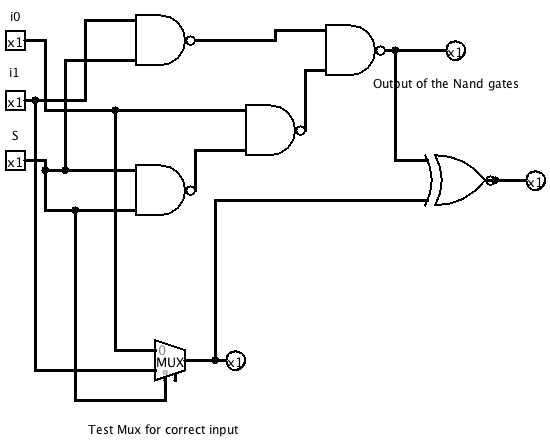 i0
x1
i1
x1
S
x1
x1
Output of the Nand gates
x1
0
MUX
x1
Test Mux for correct input